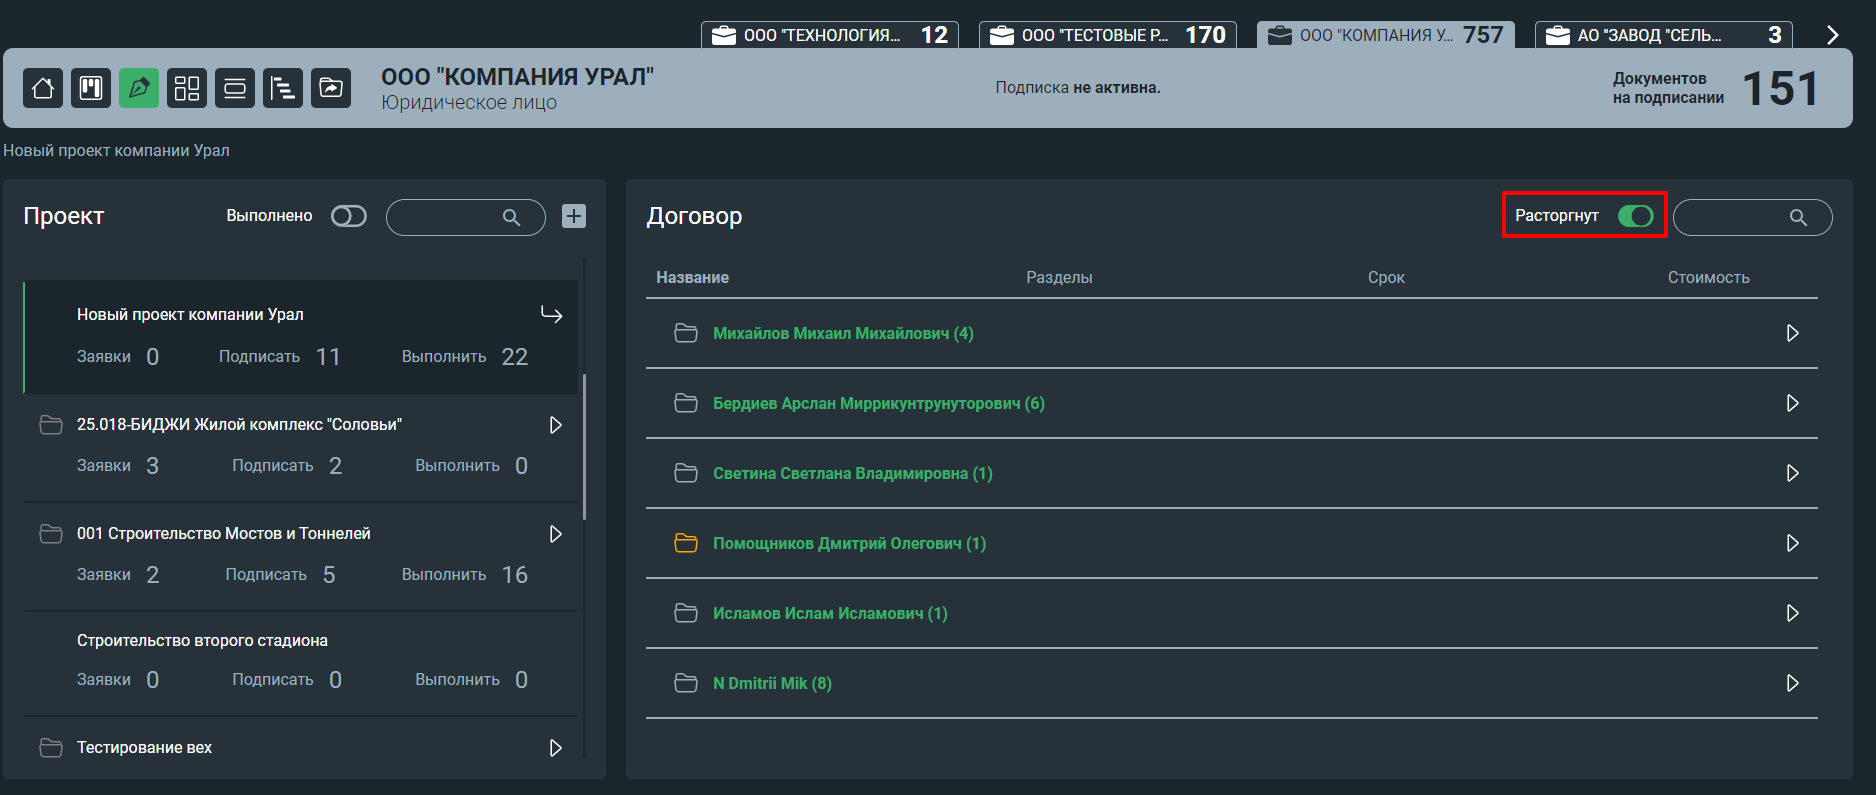 ООО "ТЕХНОЛОГИЯ... 12
ООО "ТЕСТОВЫЕ Р... 170
ООО "КОМПАНИЯ У... 757
АО "ЗАВОД "СЕЛЬ... 3
ООО "КОМПАНИЯ УРАЛ"
Юридическое лицо
Подписка не активна.
Документов
на подписании
151
Новый проект компании Урал
Проект
Выполнено
Новый проект компании Урал
Заявки 0 Подписать 11 Выполнить 22
25.018-БИДЖИ Жилой комплекс "Соловьи"
Заявки 3 Подписать 2 Выполнить 0
001 Строительство Мостов и Тоннелей
Заявки 2 Подписать 5 Выполнить 16
Строительство второго стадиона
Заявки 0 Подписать 0 Выполнить 0
Тестирование вех
Договор
Расторгнут
Название Разделы Срок Стоимость
Михайлов Михаил Михайлович (4)
Бердиев Арслан Миррикунтрунуторович (6)
Светина Светлана Владимировна (1)
Помощников Дмитрий Олегович (1)
Исламов Ислам Исламович (1)
N Dmitrii Mik (8)